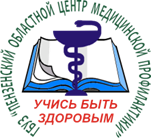 ГБУЗ "ПЕНЗЕНСКИЙ ОБЛАСТНОЙ ЦЕНТР МЕДИЦИНСКОЙ ПРОФИЛАКТИКИ"
УЧИСЬ БЫТЬ
ЗДОРОВЫМ